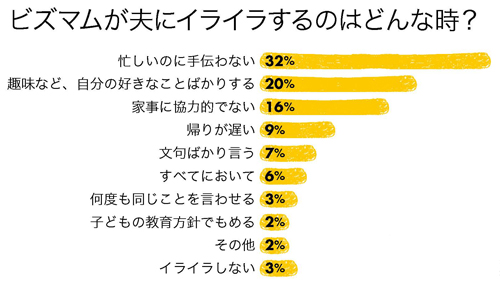 ビズマムが夫にイライラするのはどんな時？
忙しいのに手伝わない 32%
趣味など、自分の好きなことばかりする 20%
家事に協力的でない 16%
帰りが遅い 9%
文句ばかり言う 7%
すべてにおいて 6%
何度も同じことを言わせる 3%
子どもの教育方針でもめる 2%
その他 2%
イライラしない 3%